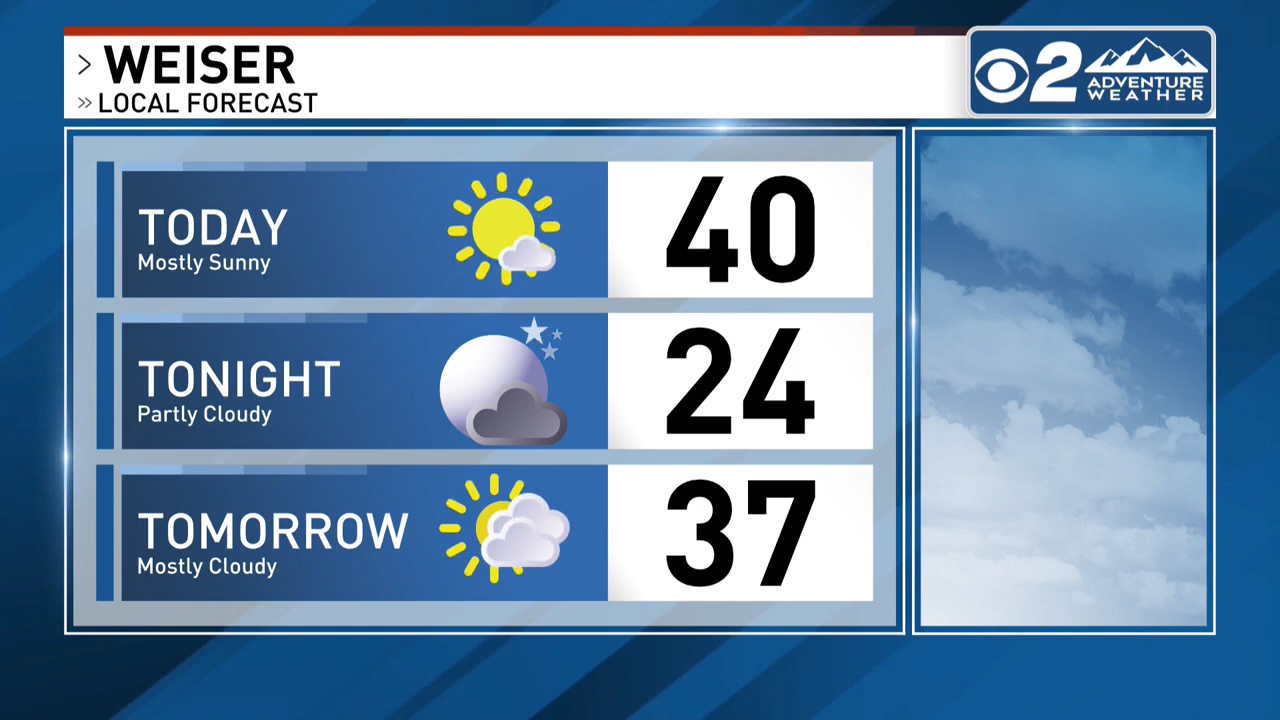 > WEISER
» LOCAL FORECAST
2 ADVENTURE
WEATHER
TODAY
Mostly Sunny
40
TONIGHT
Partly Cloudy
24
TOMORROW
Mostly Cloudy
37